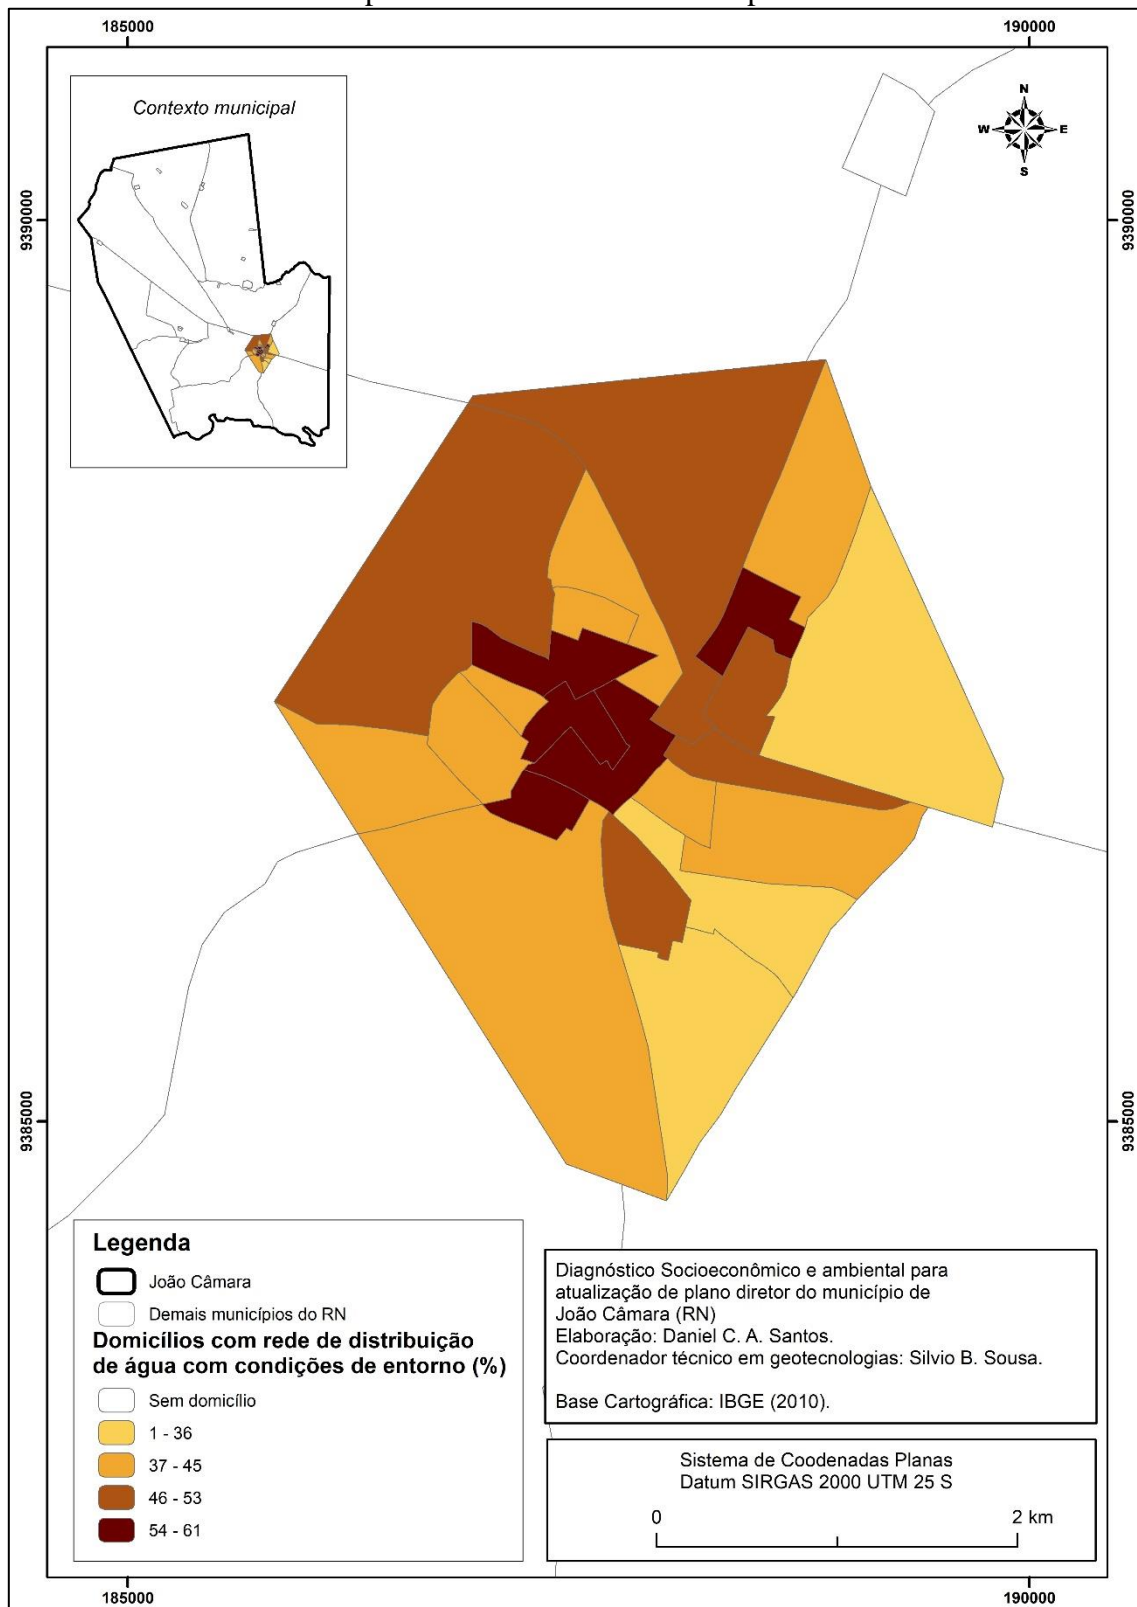 185000
190000
Contexto municipal
N
W
E
S
9390000
9390000
9385000
9385000
Legenda
João Câmara
Demais municípios do RN
Domicílios com rede de distribuição
de água com condições de entorno (%)
Sem domicílio
1 - 36
37 - 45
46 - 53
54 - 61
Diagnóstico Socioeconômico e ambiental para
atualização de plano diretor do município de
João Câmara (RN)
Elaboração: Daniel C. A. Santos.
Coordenador técnico em geotecnologias: Silvio B. Sousa.
Base Cartográfica: IBGE (2010).
Sistema de Coodenadas Planas
Datum SIRGAS 2000 UTM 25 S
0
2 km
185000
190000